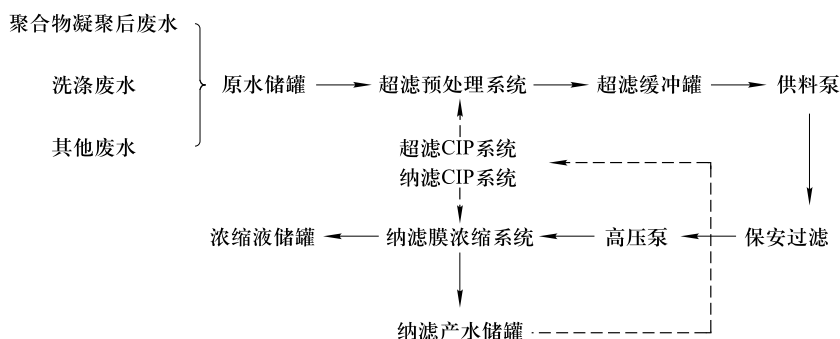 聚合物凝聚后废水
洗涤废水
其他废水
原水储罐
超滤预处理系统
超滤缓冲罐
供料泵
超滤CIP系统
纳滤CIP系统
浓缩液储罐
纳滤膜浓缩系统
高压泵
保安过滤
纳滤产水储罐